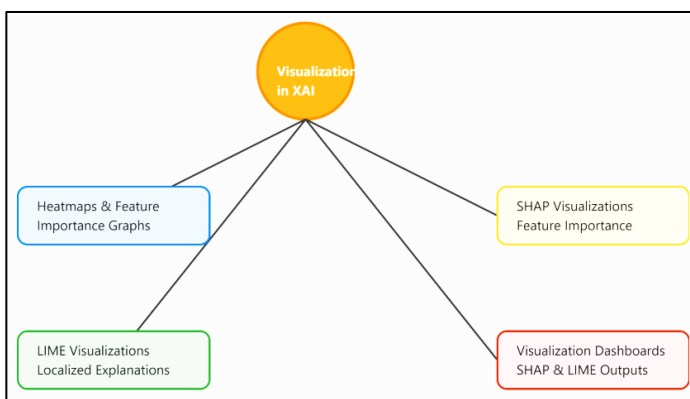 Visualization
in XAI
Heatmaps & Feature
Importance Graphs
SHAP Visualizations
Feature Importance
LIME Visualizations
Localized Explanations
Visualization Dashboards
SHAP & LIME Outputs